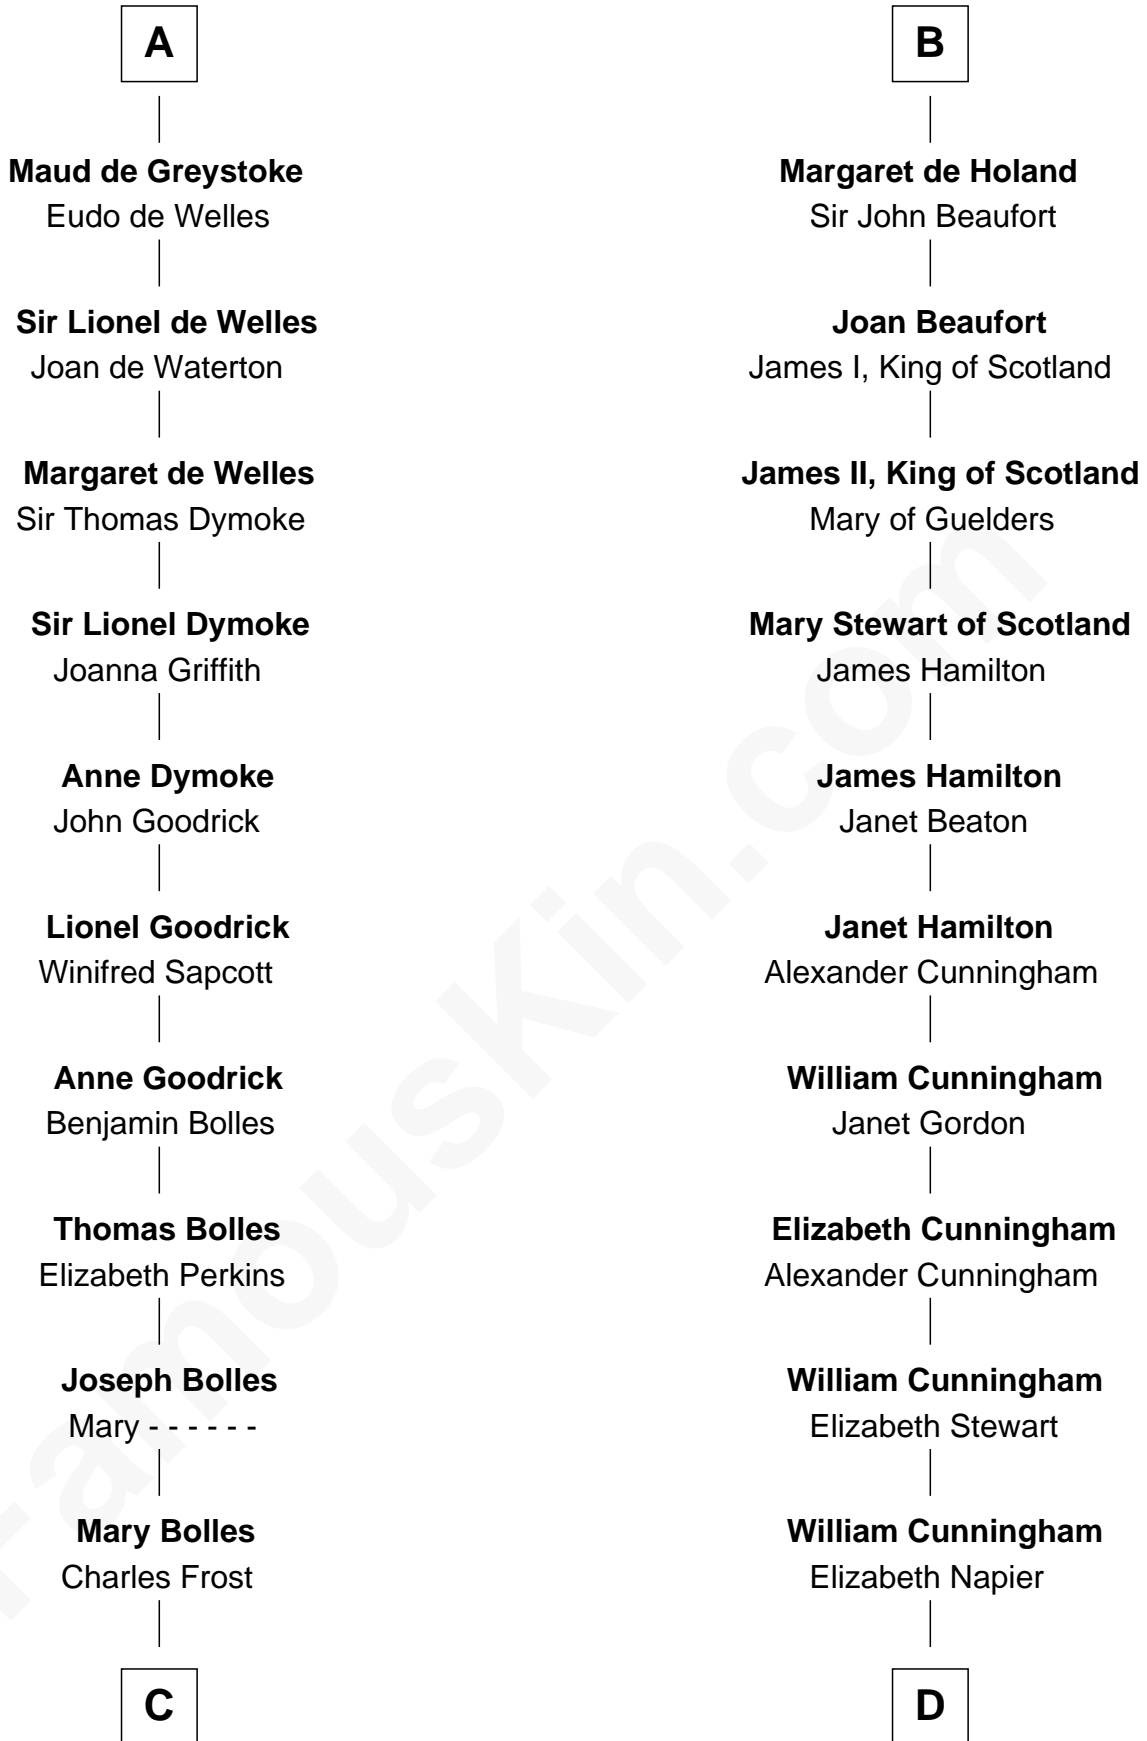 A
Maud de Greystoke
Eudo de Welles
Sir Lionel de Welles
Joan de Waterton
Margaret de Welles
Sir Thomas Dymoke
Sir Lionel Dymoke
Joanna Griffith
Anne Dymoke
John Goodrick
Lionel Goodrick
Winifred Sapcott
Anne Goodrick
Benjamin Bolles
Thomas Bolles
Elizabeth Perkins
Joseph Bolles
Mary - - - - - -
Mary Bolles
Charles Frost
C
B
Margaret de Holand
Sir John Beaufort
Joan Beaufort
James I, King of Scotland
James II, King of Scotland
Mary of Guelders
Mary Stewart of Scotland
James Hamilton
James Hamilton
Janet Beaton
Janet Hamilton
Alexander Cunningham
William Cunningham
Janet Gordon
Elizabeth Cunningham
Alexander Cunningham
William Cunningham
Elizabeth Stewart
William Cunningham
Elizabeth Napier
D
FamousKin.com